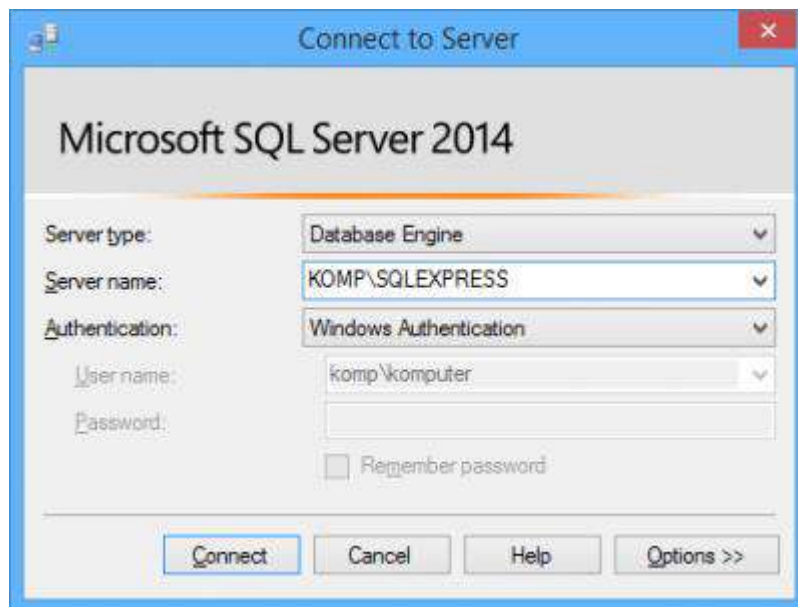 Connect to Server
Microsoft SQL Server 2014
Server type: Database Engine
Server name: KOMP\SQLEXPRESS
Authentication: Windows Authentication
User name: komp\komputer
Password:
Remember password
Connect Cancel Help Options >>